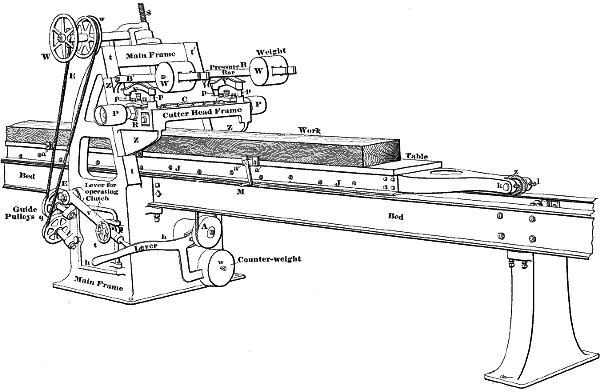 S
w
W
Main Frame
t
t'
Weight
E
Z
B
W
Pressure B
Bar
W
P
p
p
C
p
p
P
R
Cutter Head Frame
Z
Z
Work
Table
Bed
a
J
t
a
a
J
z
k
l
E
Lever for
operating
Clutch
M
Bed
Guide
Pulleys
q
v
t
h
Lever
h
A
w
Counter-weight
Main Frame